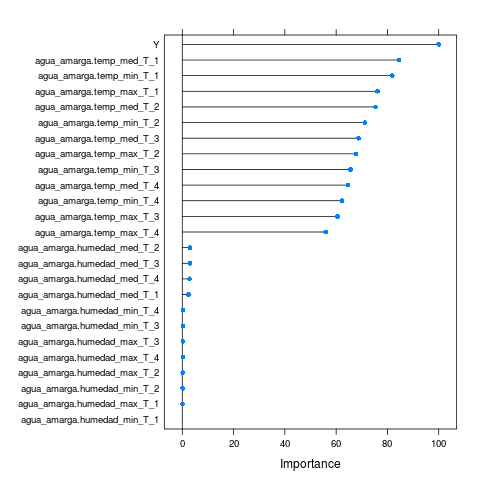 Y
agua_amarga.temp_med_T_1
agua_amarga.temp_min_T_1
agua_amarga.temp_max_T_1
agua_amarga.temp_med_T_2
agua_amarga.temp_min_T_2
agua_amarga.temp_med_T_3
agua_amarga.temp_max_T_2
agua_amarga.temp_min_T_3
agua_amarga.temp_med_T_4
agua_amarga.temp_min_T_4
agua_amarga.temp_max_T_3
agua_amarga.temp_max_T_4
agua_amarga.humedad_med_T_2
agua_amarga.humedad_med_T_3
agua_amarga.humedad_med_T_4
agua_amarga.humedad_med_T_1
agua_amarga.humedad_min_T_4
agua_amarga.humedad_min_T_3
agua_amarga.humedad_max_T_3
agua_amarga.humedad_max_T_4
agua_amarga.humedad_max_T_2
agua_amarga.humedad_min_T_2
agua_amarga.humedad_max_T_1
agua_amarga.humedad_min_T_1
0 20 40 60 80 100
Importance